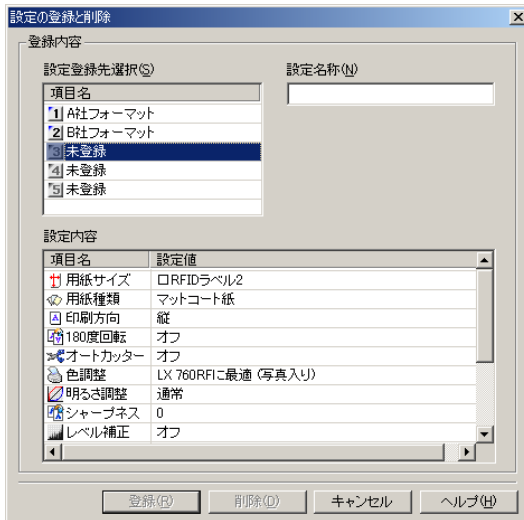 設定の登録と削除
登録内容
設定登録先選択(S)
設定名称(N)
項目名
1 A社フォーマット
2 B社フォーマット
3 未登録
4 未登録
5 未登録
設定内容
項目名 設定値
用紙サイズ ロRFIDラベル2
用紙種類 マットコート紙
印刷方向 縦
180度回転 オフ
オートカッター オフ
色調整 LX 760RFに最適 (写真入り)
明るさ調整 通常
シャープネス 0
レベル補正 オフ
登録(R) 削除(D) キャンセル ヘルプ(H)